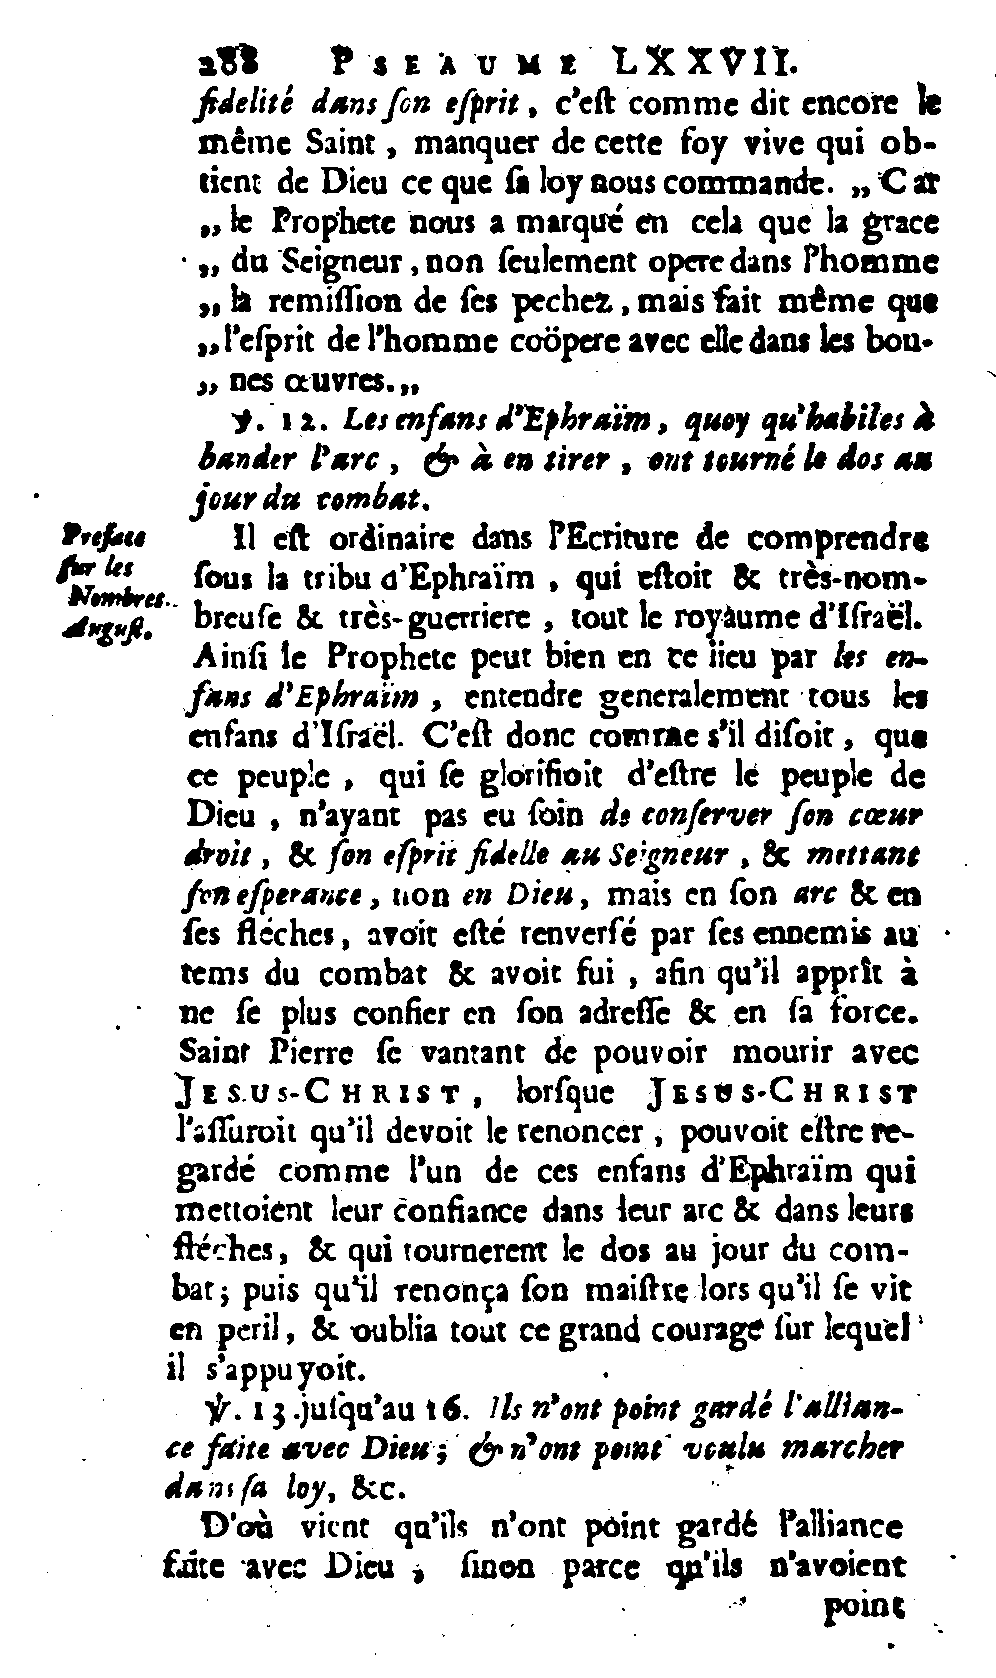 288 PSEAUME LXXVII.
fidelité dans ſon eſprit, c'eſt comme dit encore le
même Saint, manquer de cette foy vive qui ob-
tient de Dieu ce que ſa loy nous commande. „Car
„le Prophete nous a marqué en cela que la grace
„du Seigneur, non ſeulement opere dans l'homme
„la remiſſion de ſes pechez, mais fait même que
„l'eſprit de l'homme coöpere avec elle dans les bon-
„nes œuvres.„
℣. 12. Les enfans d'Ephraïm, quoy qu'habiles à
bander l'arc, & à en tirer, ont tourné le dos au
jour du combat.
Preface
ſur les
Nombres.
Auguſt.
Il eſt ordinaire dans l'Ecriture de comprendre
ſous la tribu d'Ephraïm, qui eſtoit & très-nom-
breuſe & très-guerriere, tout le royaume d'Iſraël.
Ainſi le Prophete peut bien en ce lieu par les en-
fans d'Ephraïm, entendre generalement tous les
enfans d'Iſraël. C'eſt donc comme s'il diſoit, que
ce peuple, qui ſe glorifioit d'eſtre le peuple de
Dieu, n'ayant pas eu ſoin de conſerver ſon cœur
droit, & ſon eſprit fidelle au Seigneur, & mettant
ſon eſperance, non en Dieu, mais en ſon arc & en
ſes fléches, avoit eſté renverſé par ſes ennemis au
tems du combat & avoit fui, afin qu'il apprît à
ne ſe plus confier en ſon adreſſe & en ſa force.
Saint Pierre ſe vantant de pouvoir mourir avec
JESUS-CHRIST, lorſque JESUS-CHRIST
l'aſſuroit qu'il devoit le renoncer, pouvoit eſtre re-
gardé comme l'un de ces enfans d'Ephraïm qui
mettoient leur confiance dans leur arc & dans leurs
fléches, & qui tournerent le dos au jour du com-
bat; puis qu'il renonça ſon maiſtre lors qu'il ſe vit
en peril, & oublia tout ce grand courage ſur lequel
il s'appuyoit.
℣. 13. juſqu'au 16. Ils n'ont point gardé l'allian-
ce faite avec Dieu; & n'ont point voulu marcher
dans ſa loy, &c.
D'où vient qu'ils n'ont point gardé l'alliance
faite avec Dieu, ſinon parce qu'ils n'avoient
point